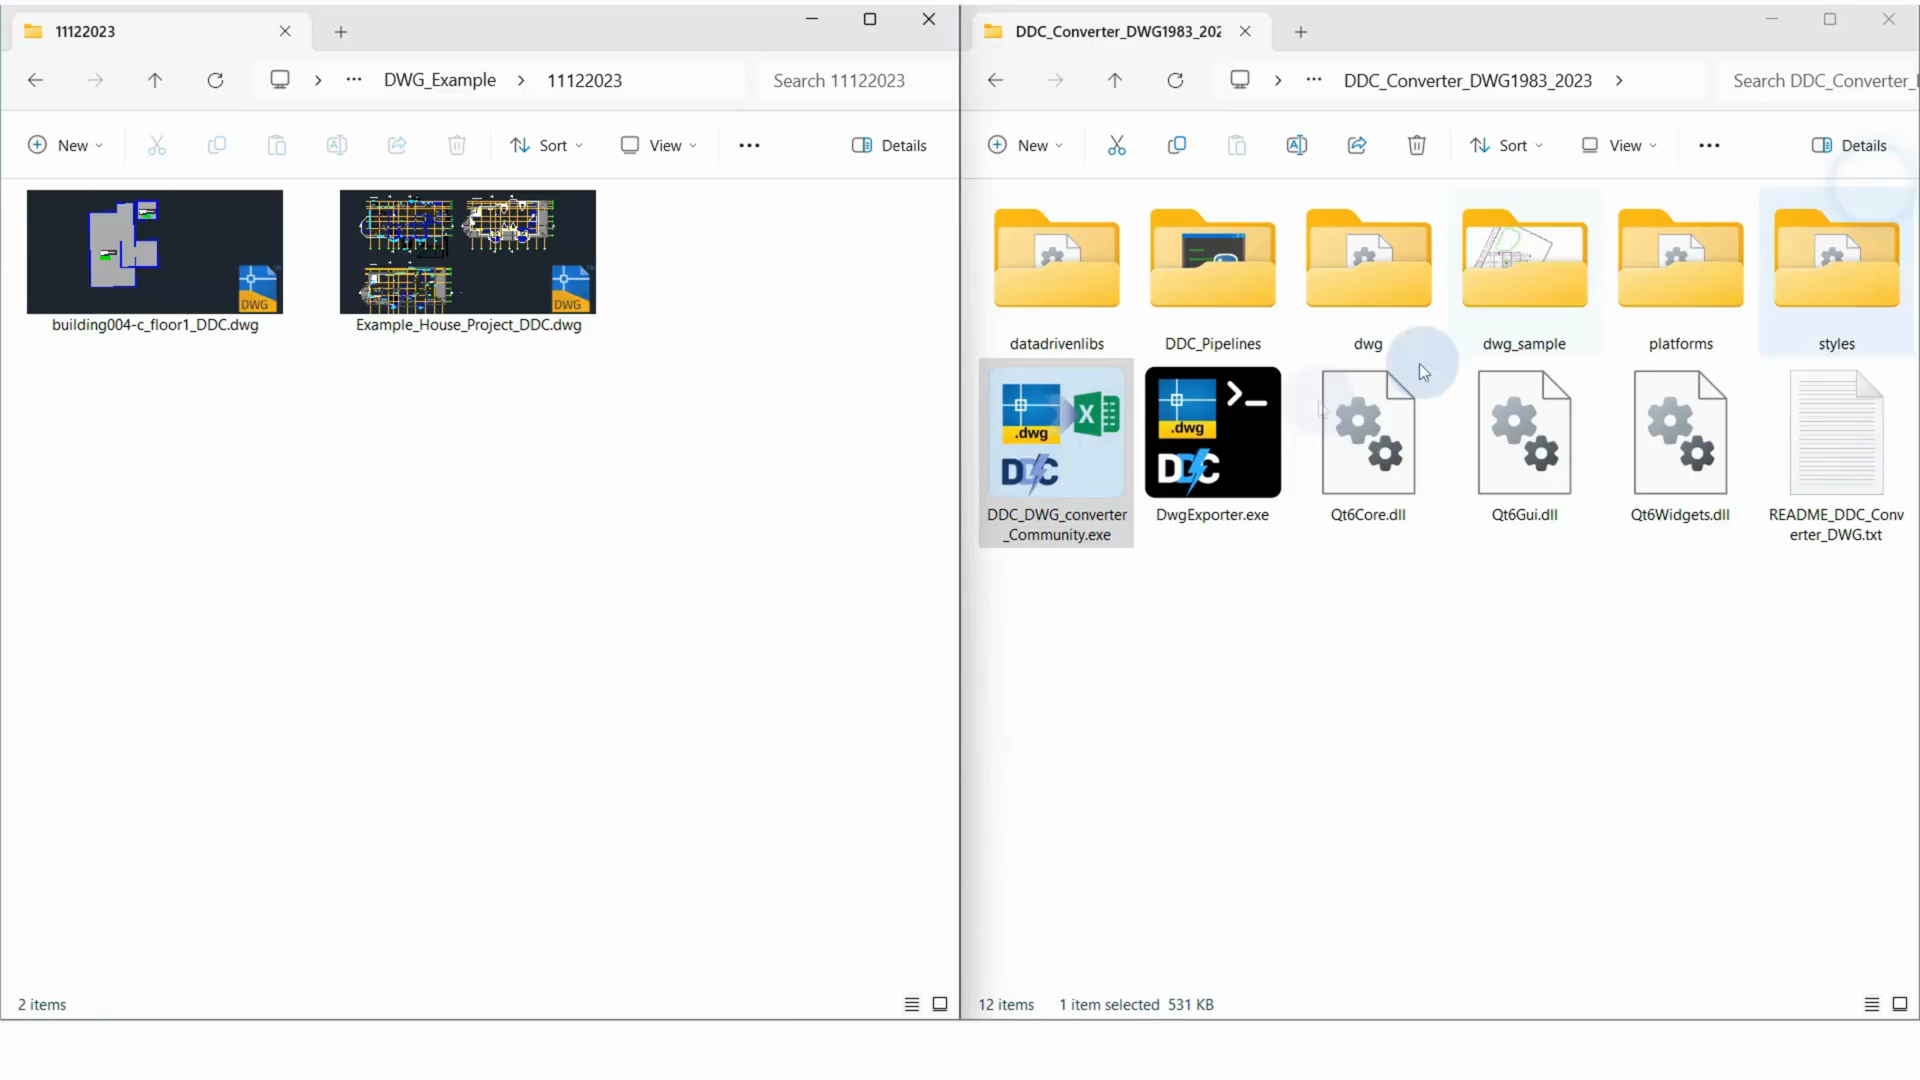 11122023
DWG_Example
11122023
Search 11122023
New
Sort
View
Details
DWG
building004-c_floor1_DDC.dwg
DWG
Example_House_Project_DDC.dwg
2 items
DDC_Converter_DWG1983_202
DDC_Converter_DWG1983_2023
Search DDC_Converter_
New
Sort
View
Details
datadrivenlibs
DDC_Pipelines
dwg
dwg_sample
platforms
styles
.dwg
X
DDC
DDC_DWG_converter
_Community.exe
.dwg
DDC
DwgExporter.exe
Qt6Core.dll
Qt6Gui.dll
Qt6Widgets.dll
README_DDC_Conv
erter_DWG.txt
12 items
1 item selected 531 KB